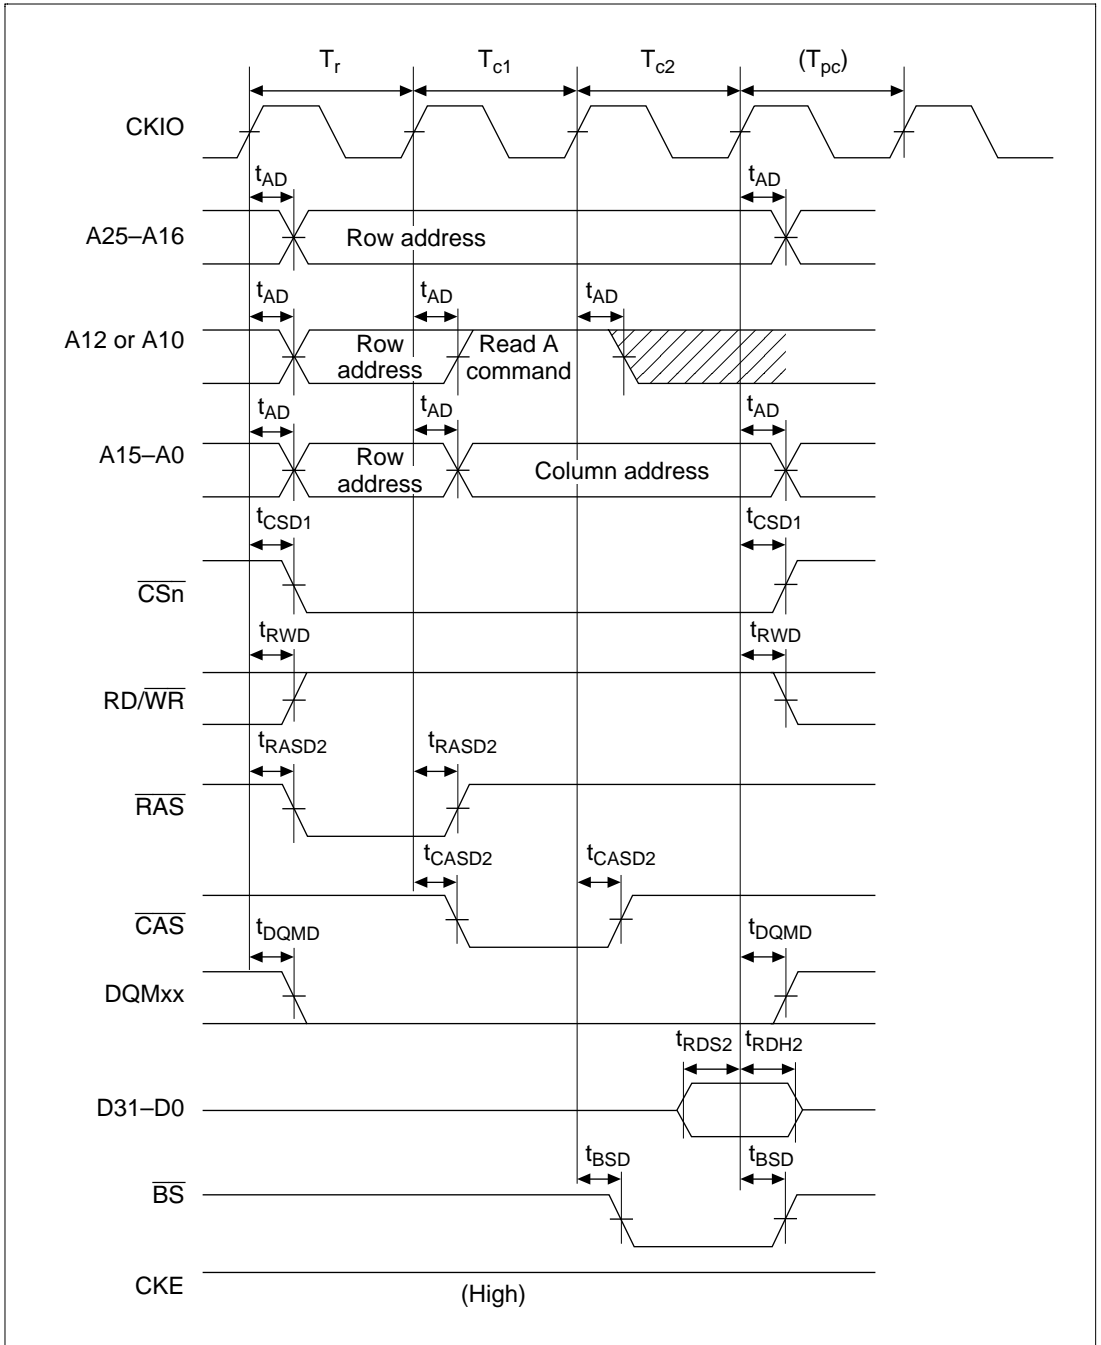 Tr Tc1 Tc2 (Tpc)
CKIO
tAD tAD
A25–A16 Row address
tAD tAD tAD
A12 or A10 Row address Read A command
tAD tAD tAD
A15–A0 Row address Column address
tCSD1 tCSD1
CSn
tRWD tRWD
RD/WR
tRASD2 tRASD2
RAS
tCASD2 tCASD2
CAS
tDQMD tDQMD
DQMxx
tRDS2 tRDH2
D31–D0
tBSD tBSD
BS
CKE (High)